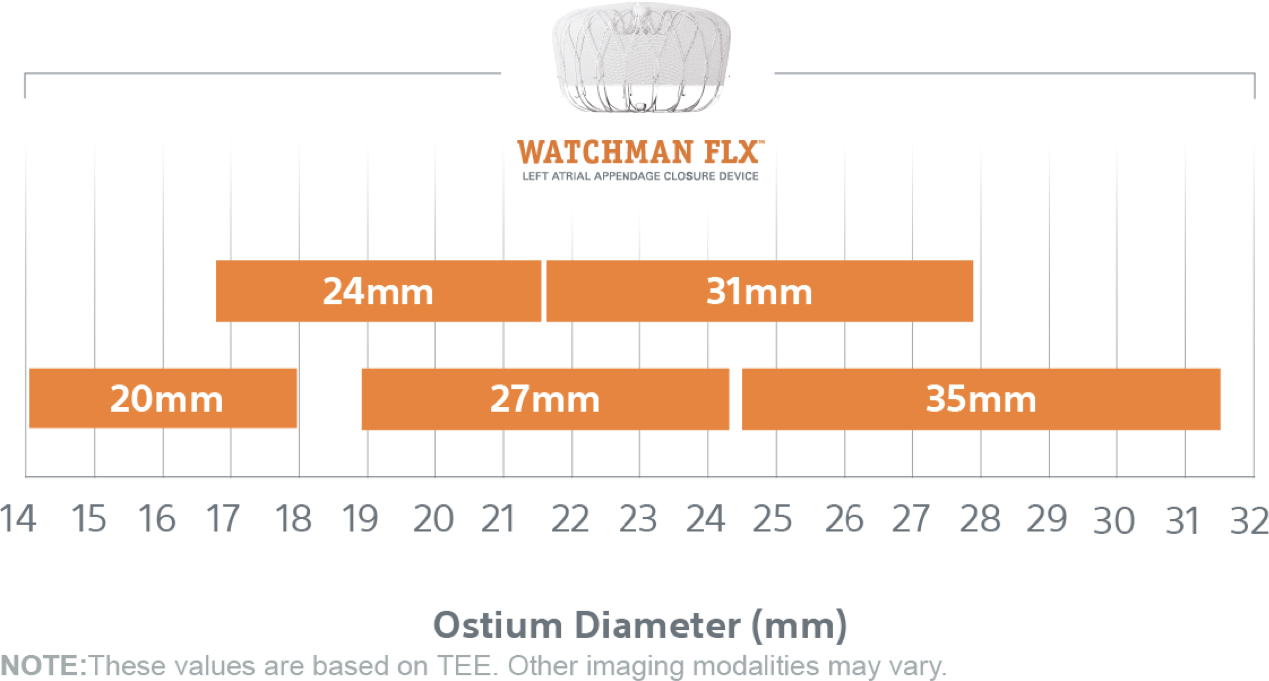 WATCHMAN FLX™
LEFT ATRIAL APPENDAGE CLOSURE DEVICE
24mm 31mm
20mm 27mm 35mm
14 15 16 17 18 19 20 21 22 23 24 25 26 27 28 29 30 31 32
Ostium Diameter (mm)
NOTE:These values are based on TEE. Other imaging modalities may vary.